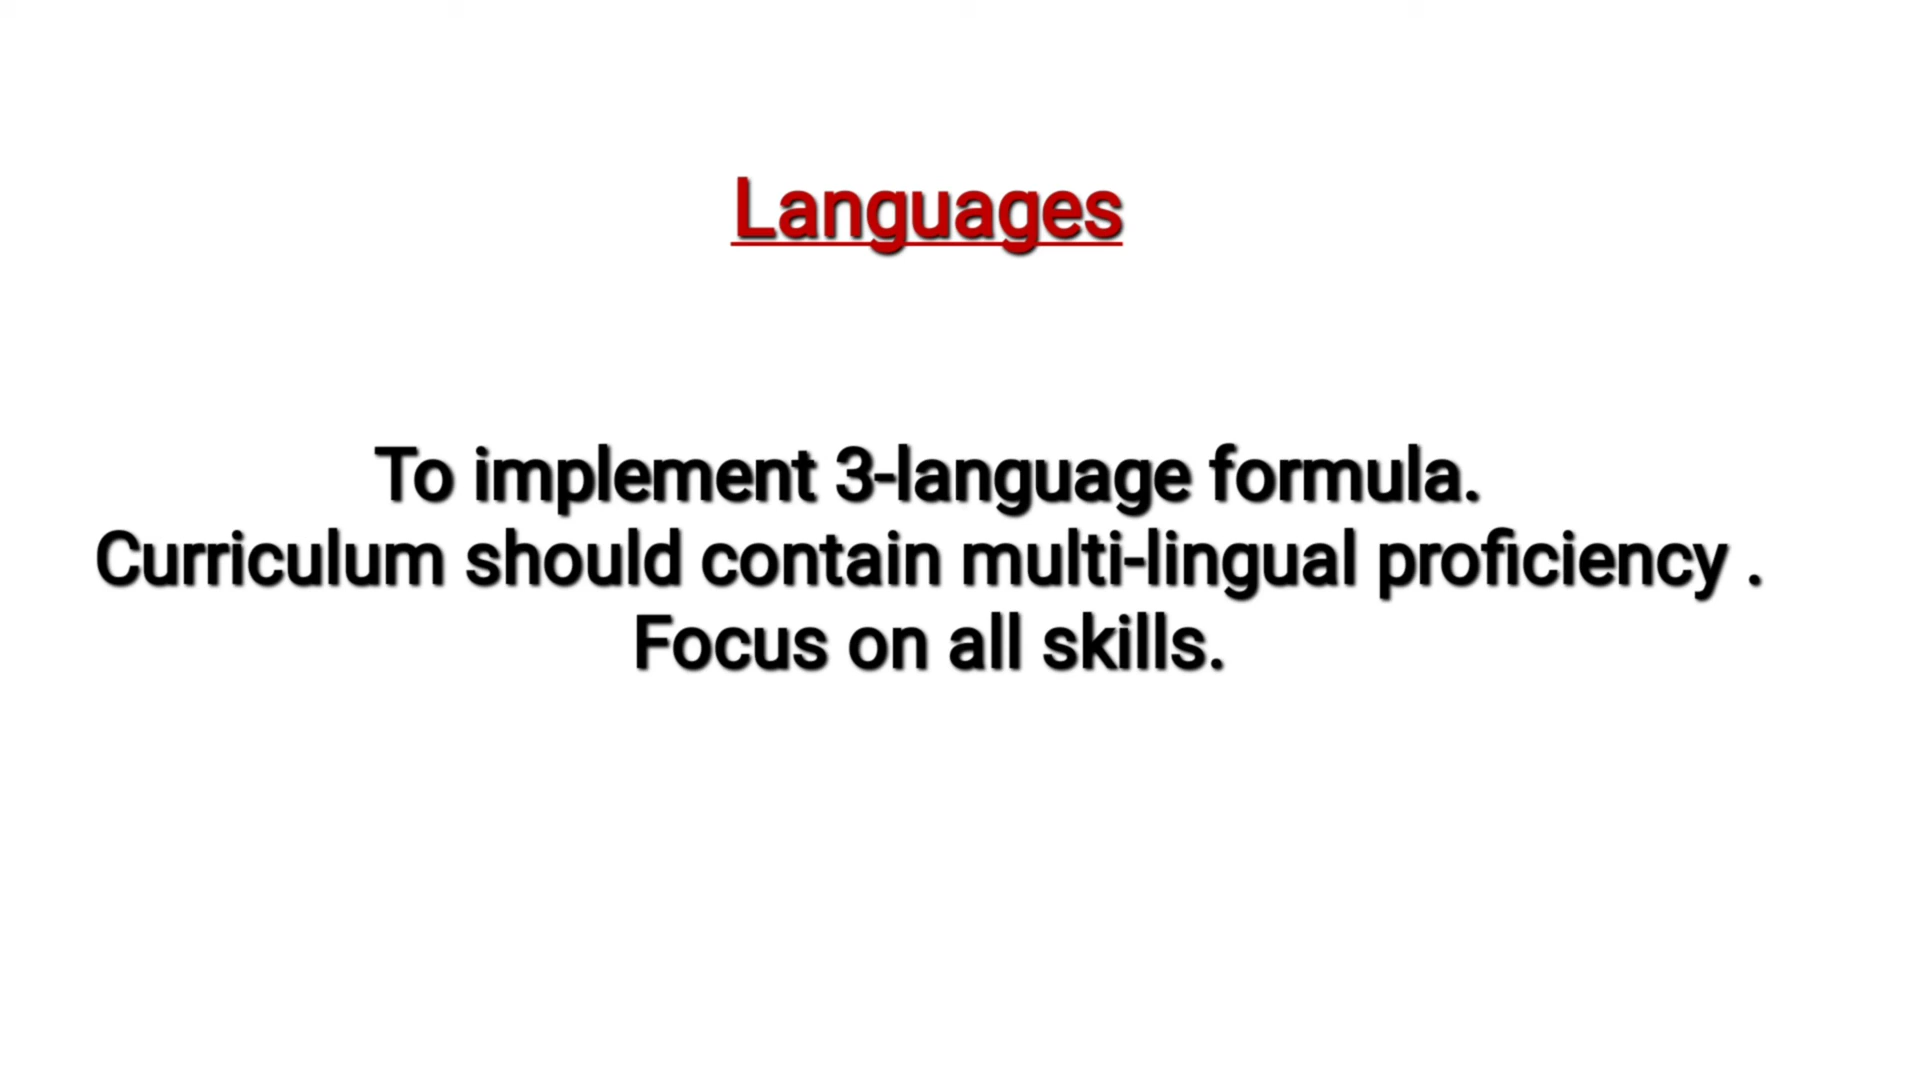 Languages
To implement 3-language formula.
Curriculum should contain multi-lingual proficiency .
Focus on all skills.